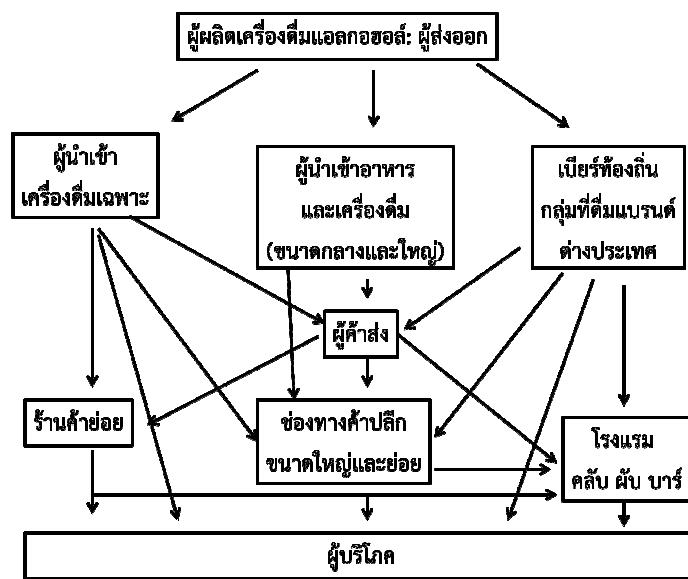 ผู้ผลิตเครื่องดื่มแอลกอฮอล์: ผู้ส่งออก
ผู้นำเข้า
เครื่องดื่มเฉพาะ
ผู้นำเข้าอาหาร
และเครื่องดื่ม
(ขนาดกลางและใหญ่)
เบียร์ท้องถิ่น
กลุ่มที่ดื่มแบรนด์
ต่างประเทศ
ผู้ค้าส่ง
ร้านค้าย่อย
ช่องทางค้าปลีก
ขนาดใหญ่และย่อย
โรงแรม
คลับ ผับ บาร์
ผู้บริโภค